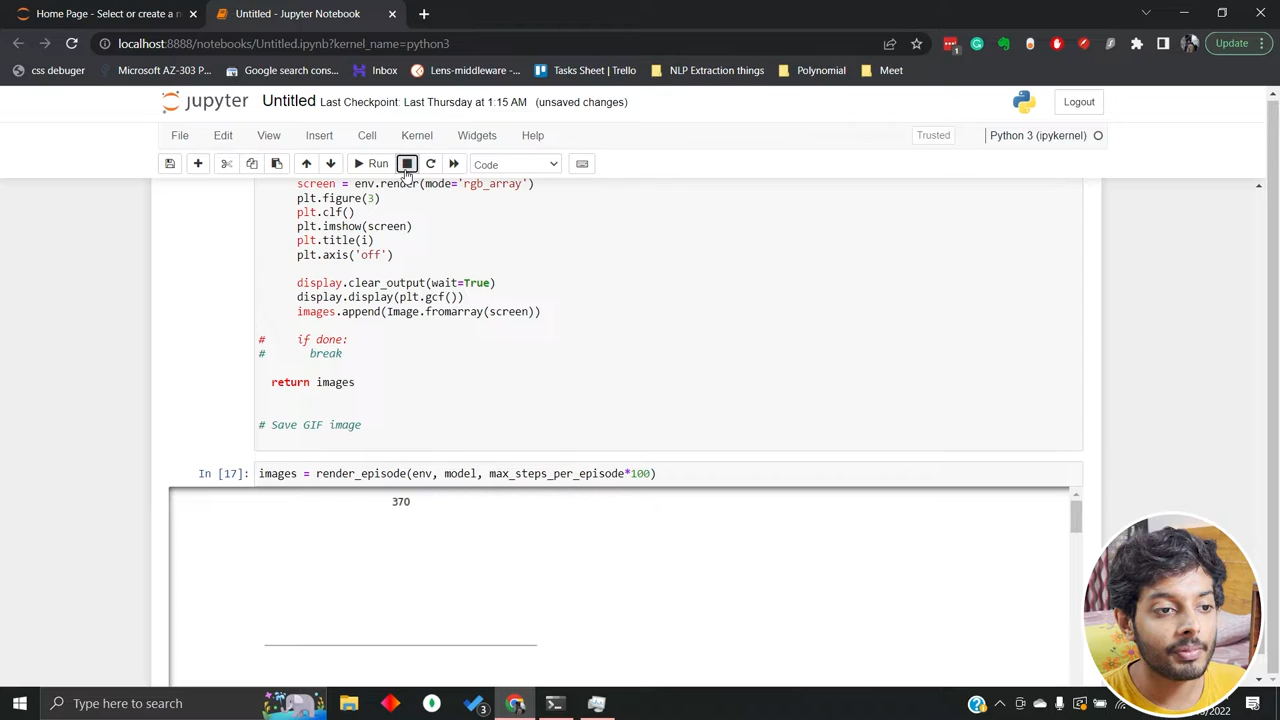 Home Page - Select or create a n
Untitled - Jupyter Notebook
localhost:8888/notebooks/Untitled.ipynb?kernel_name=python3
1
Update
css debuger
Microsoft AZ-303 P...
Google search cons...
Inbox
Lens-middleware -...
Tasks Sheet | Trello
NLP Extraction things
Polynomial
Meet
jupyter
Untitled Last Checkpoint: Last Thursday at 1:15 AM (unsaved changes)
Logout
File Edit View Insert Cell Kernel Widgets Help
Trusted
Python 3 (ipykernel)
Run
Code
screen = env.render(mode='rgb_array')
plt.figure(3)
plt.clf()
plt.imshow(screen)
plt.title(i)
plt.axis('off')
display.clear_output(wait=True)
display.display(plt.gcf())
images.append(Image.fromarray(screen))
# if done:
# break
return images
# Save GIF image
In [17]: images = render_episode(env, model, max_steps_per_episode*100)
370
Type here to search
3
/2022